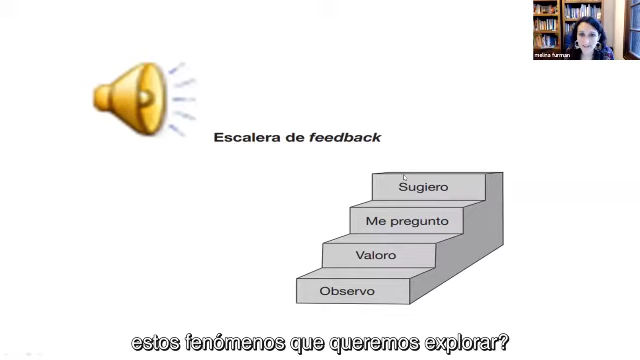 melina furman
Escalera de feedback
Sugiero
Me pregunto
Valoro
Observo
estos fenómenos que queremos explorar?